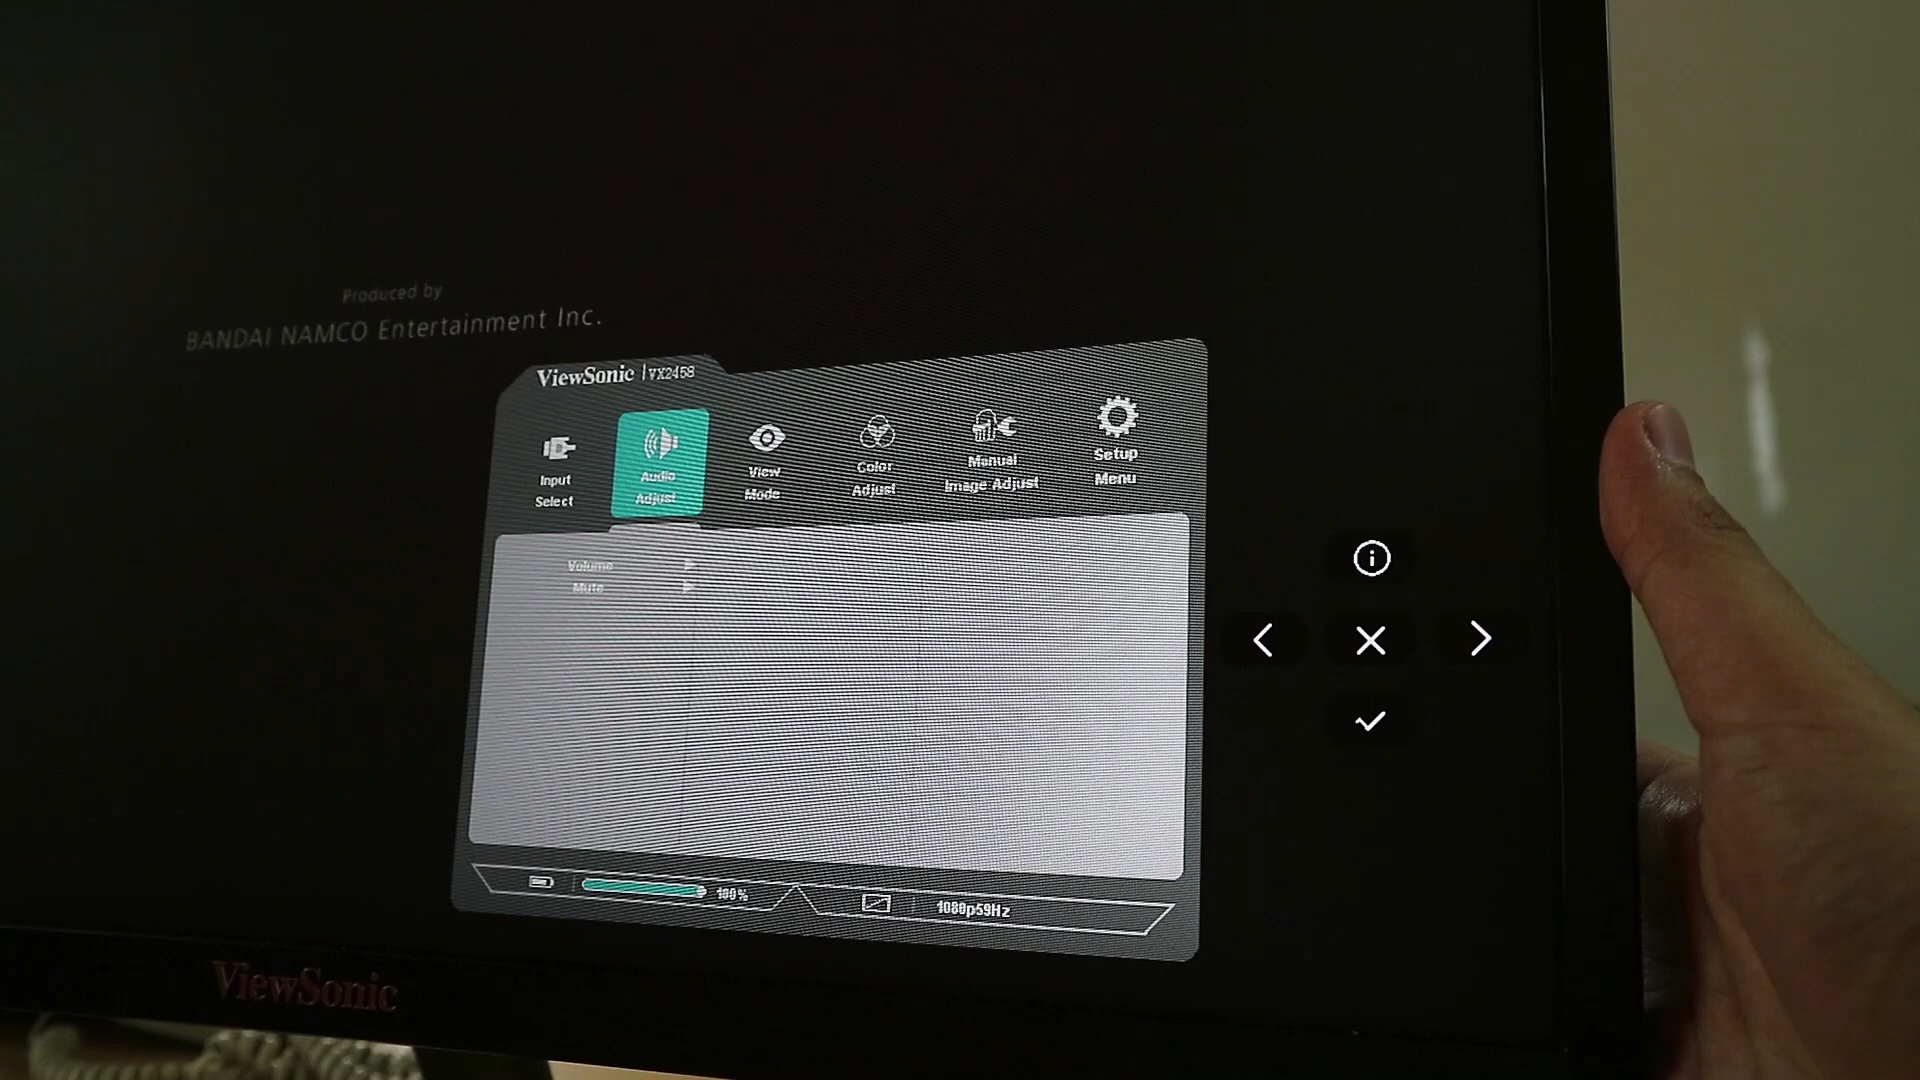 Produced by
BANDAI NAMCO Entertainment Inc.
ViewSonic | VX2458
Input
Select
Audio
Adjust
View
Mode
Color
Adjust
Manual
Image Adjust
Setup
Menu
Volume
Mute
100%
1080p59Hz
ViewSonic